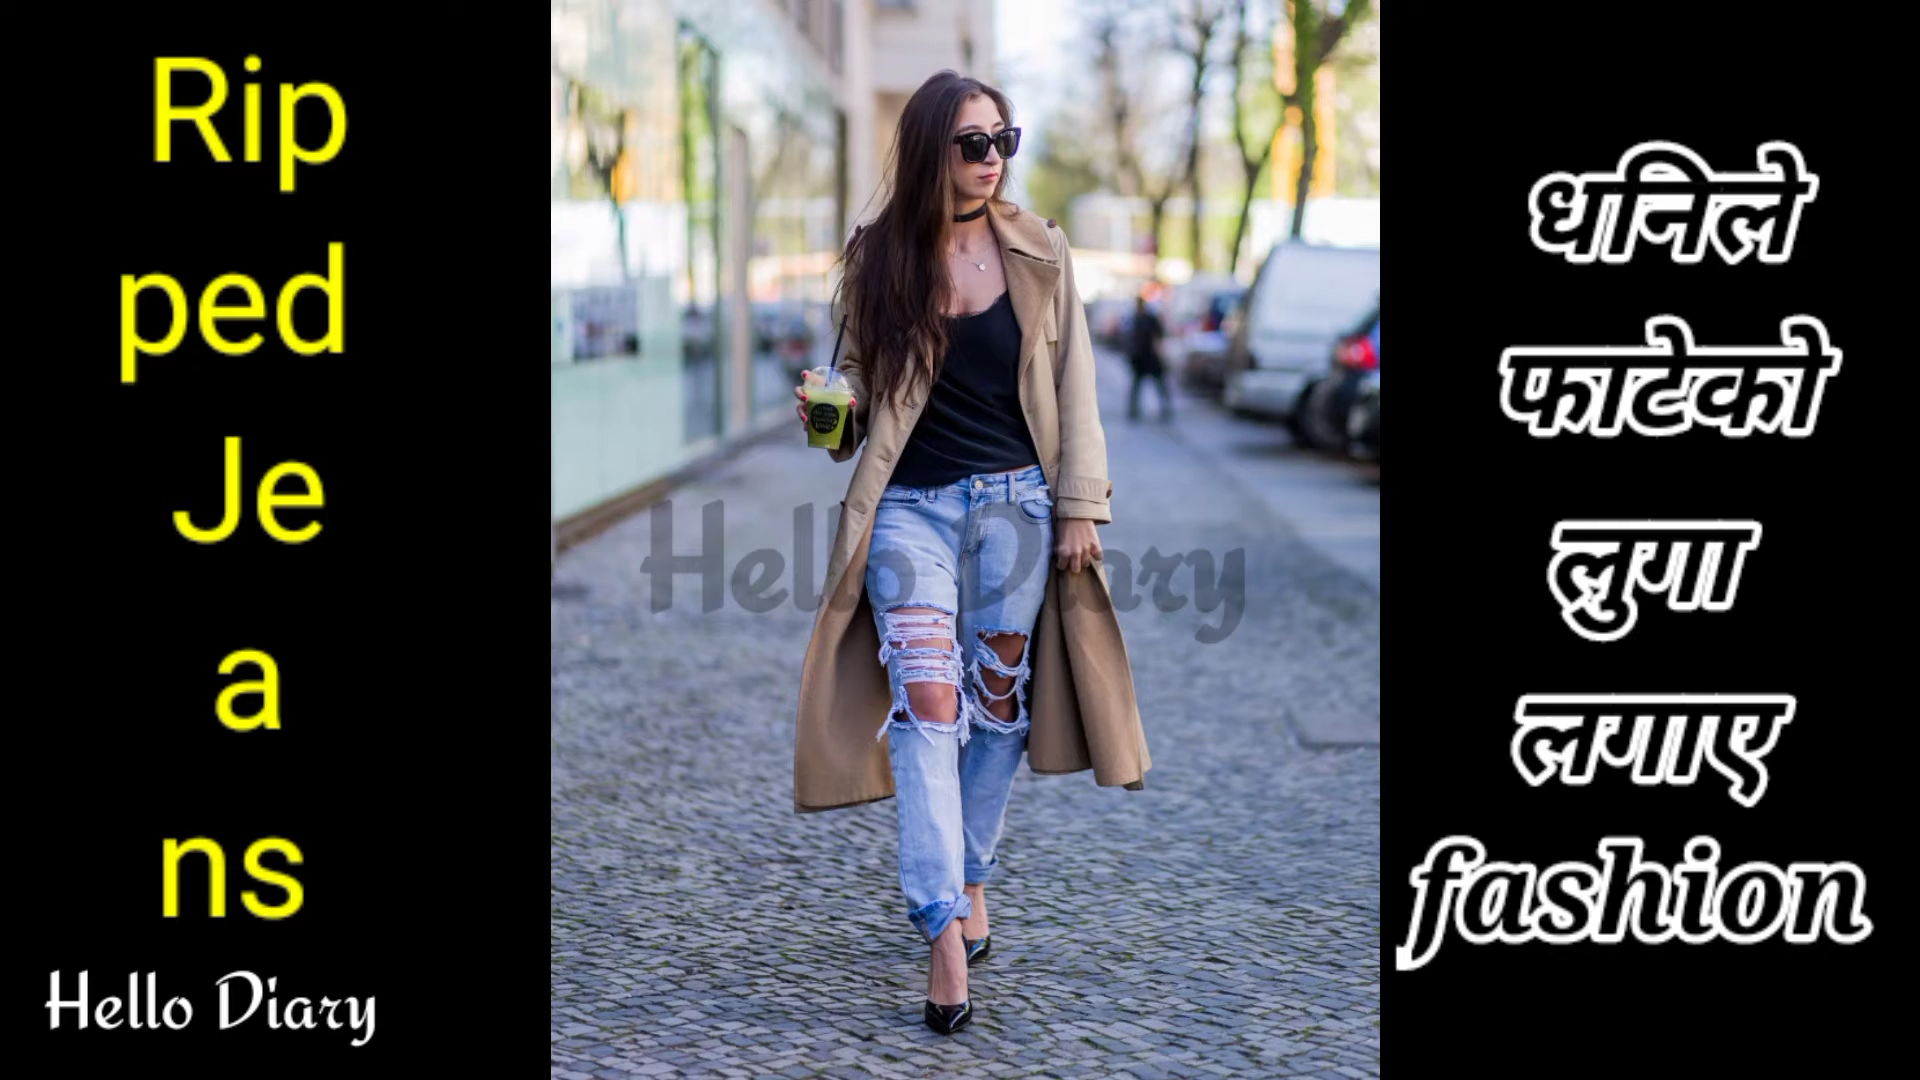 Rip
ped
Je
a
ns
Hello Diary
Hello Diary
धनिले
फाटेको
लुगा
लगाए
fashion